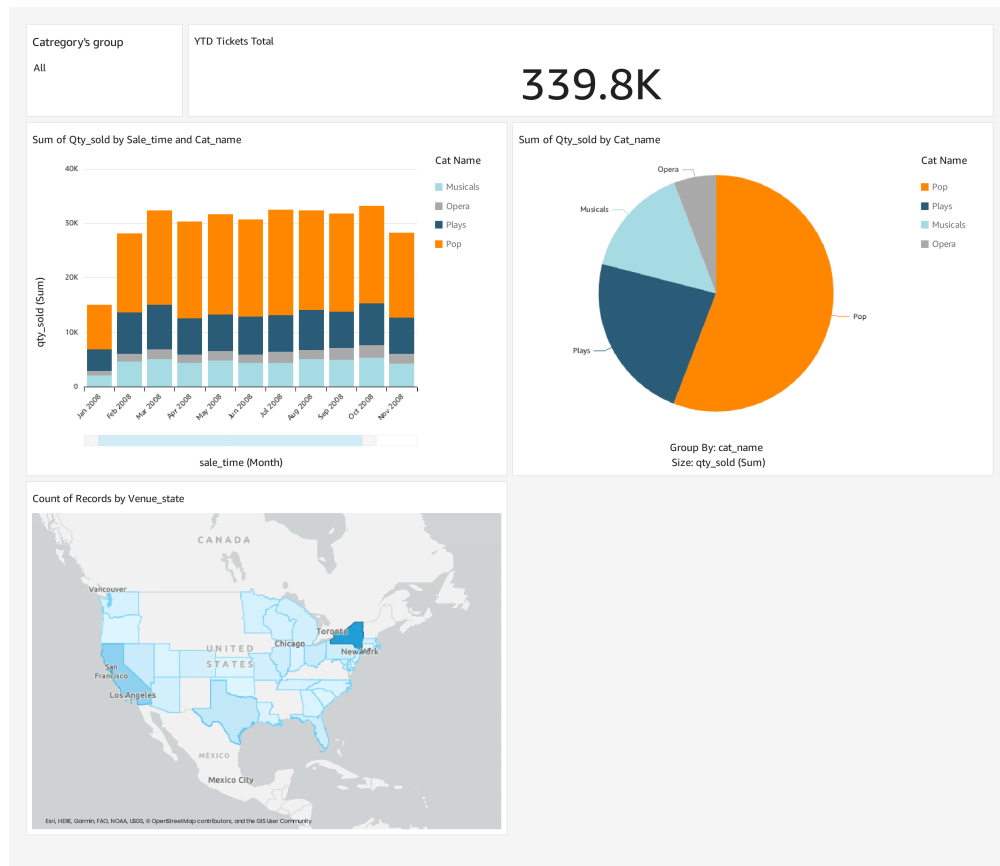 Catregory's group
All
YTD Tickets Total
339.8K
Sum of Qty_sold by Sale_time and Cat_name
qty_sold (Sum)
40K
30K
20K
10K
0
Jan 2008
Feb 2008
Mar 2008
Apr 2008
May 2008
Jun 2008
Jul 2008
Aug 2008
Sep 2008
Oct 2008
Nov 2008
sale_time (Month)
Cat Name
Musicals
Opera
Plays
Pop
Sum of Qty_sold by Cat_name
Opera
Musicals
Plays
Pop
Group By: cat_name
Size: qty_sold (Sum)
Cat Name
Pop
Plays
Musicals
Opera
Count of Records by Venue_state
CANADA
Vancouver
Toronto
Chicago
New York
UNITED
STATES
San
Francisco
Los Angeles
MÉXICO
Mexico City
Esri, HERE, Garmin, FAO, NOAA, USGS, © OpenStreetMap contributors, and the GIS User Community